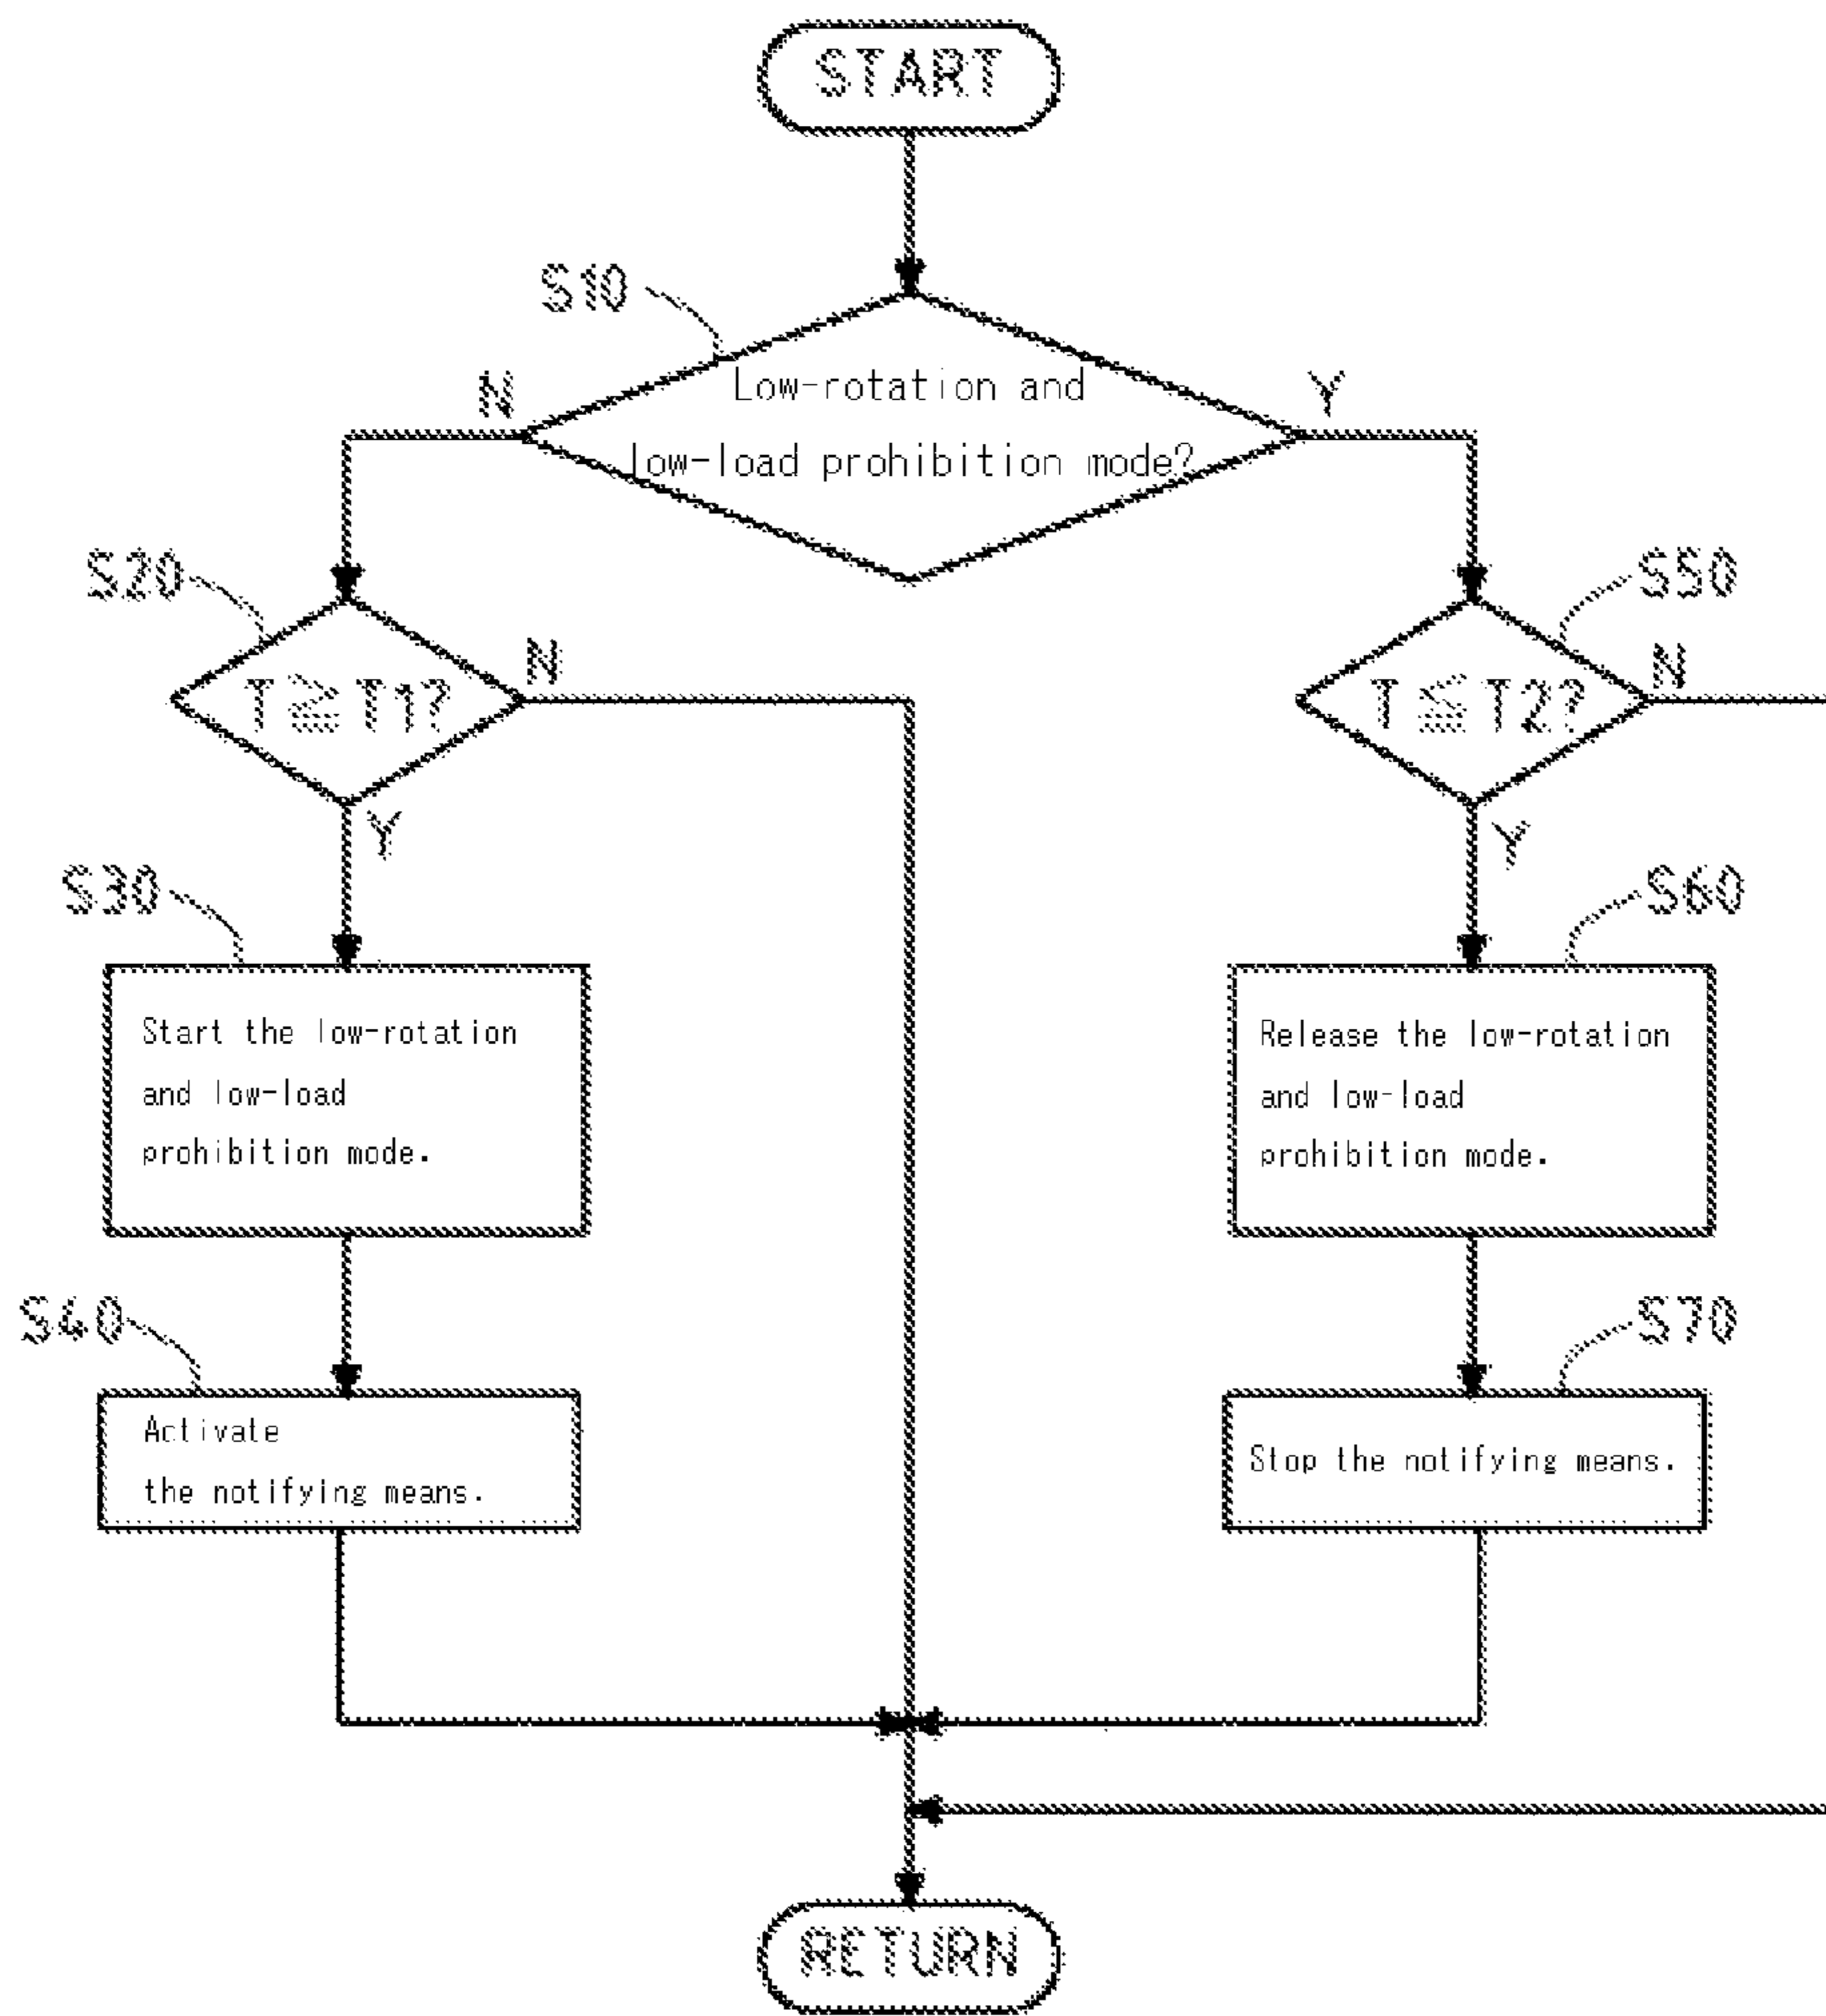 START
S10
Low-rotation and
low-load prohibition mode?
N
Y
S20
T ≧ T1?
N
Y
S50
T ≦ T2?
N
Y
S30
Start the low-rotation
and low-load
prohibition mode.
S60
Release the low-rotation
and low-load
prohibition mode.
S40
Activate
the notifying means.
S70
Stop the notifying means.
RETURN